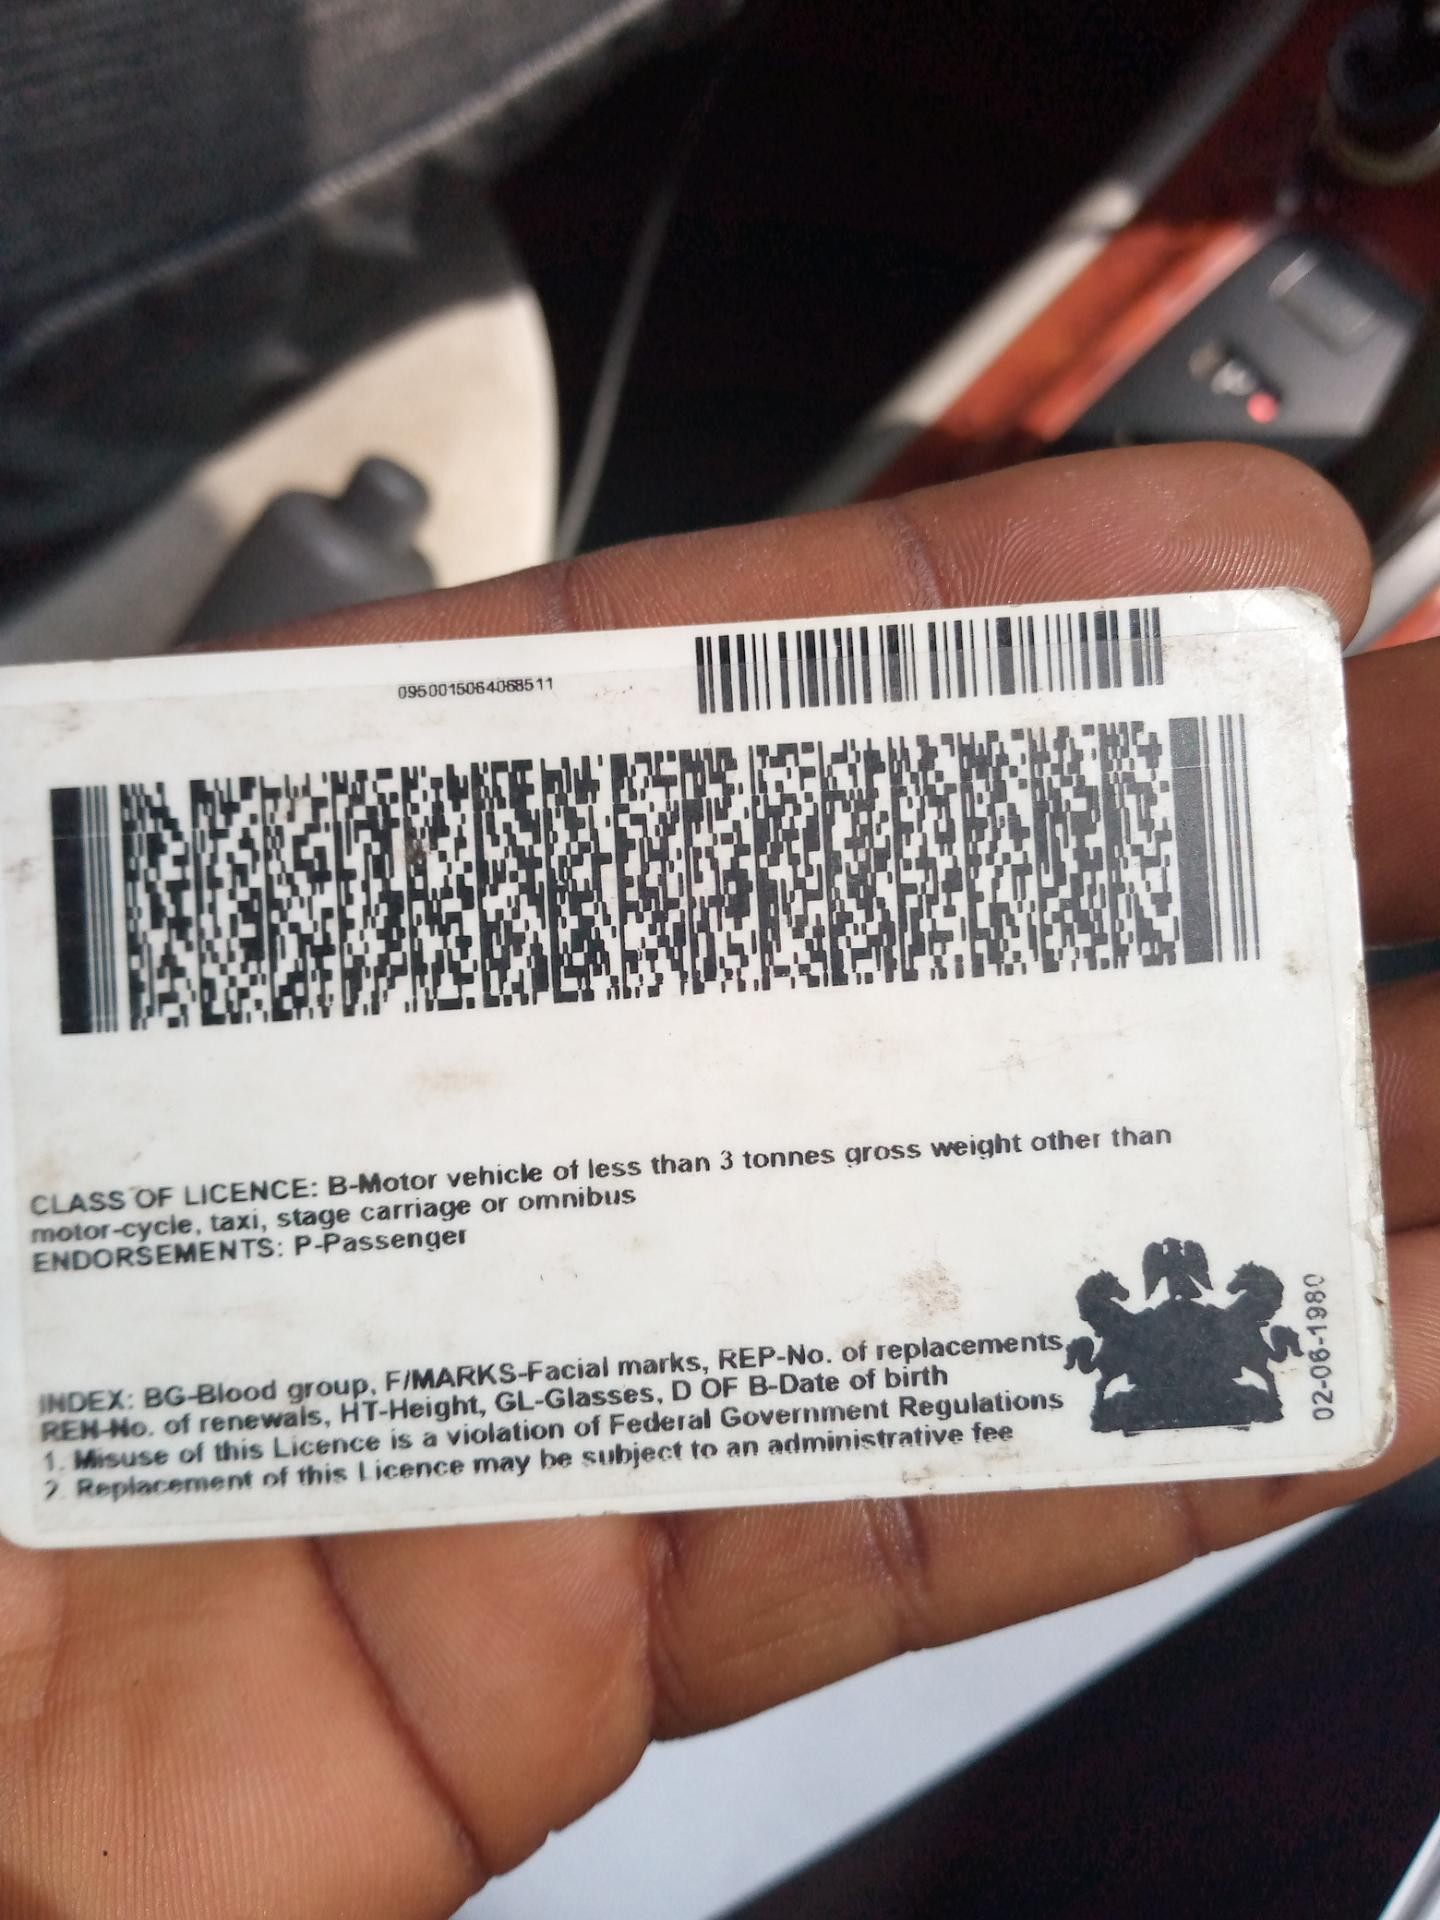 0950015064068511
CLASS OF LICENCE: B-Motor vehicle of less than 3 tonnes gross weight other than
motor-cycle, taxi, stage carriage or omnibus
ENDORSEMENTS: P-Passenger
INDEX: BG-Blood group, F/MARKS-Facial marks, REP-No. of replacements,
REN-No. of renewals, HT-Height, GL-Glasses, D OF B-Date of birth
1. Misuse of this Licence is a violation of Federal Government Regulations
2. Replacement of this Licence may be subject to an administrative fee
02-06-1980